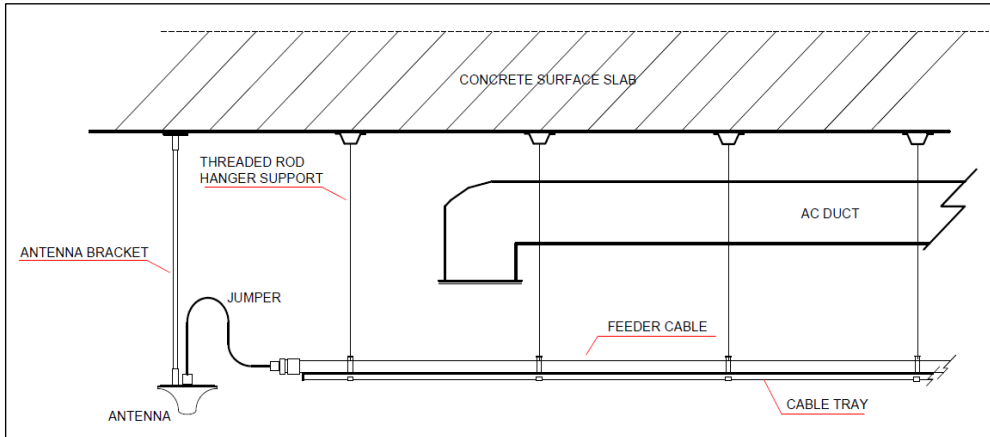 CONCRETE SURFACE SLAB
THREADED ROD
HANGER SUPPORT
AC DUCT
ANTENNA BRACKET
JUMPER
FEEDER CABLE
CABLE TRAY
ANTENNA